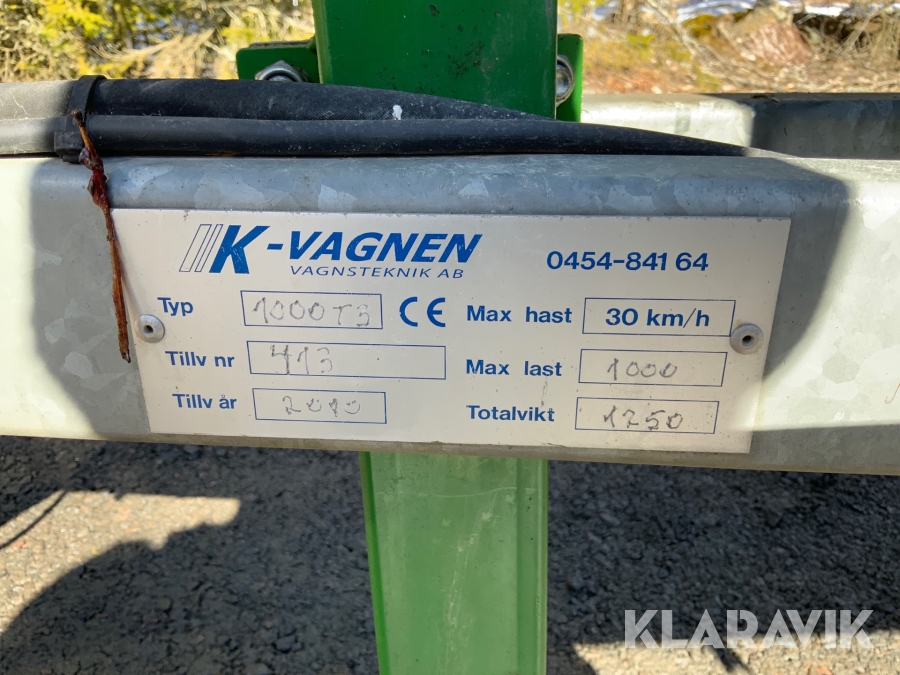 K-VAGNEN
VAGNSTEKNIK AB
0454-841 64
Typ 1000TS CE Max hast 30 km/h
Tillv nr 413 Max last 1000
Tillv år 2010 Totalvikt 1250
KLARAVIK